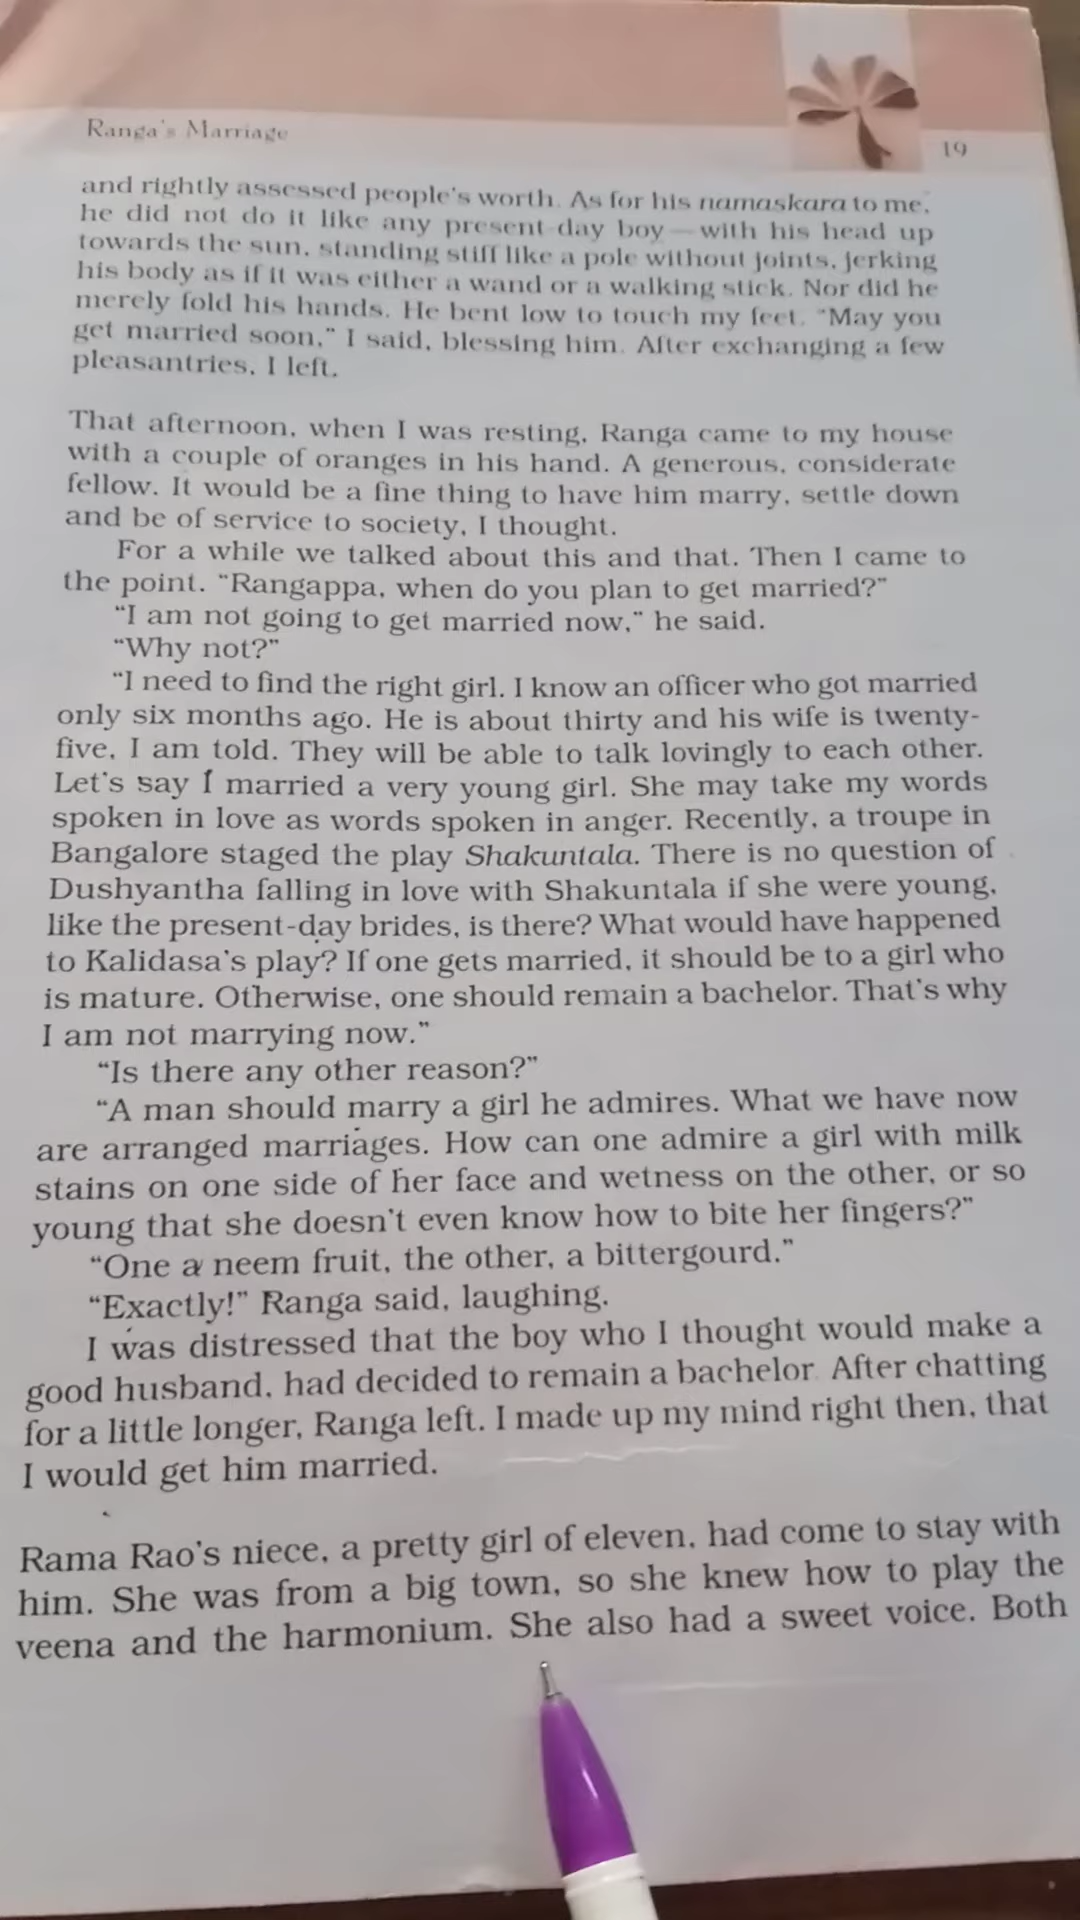 Ranga's Marriage
19
and rightly assessed people's worth. As for his namaskara to me,
he did not do it like any present-day boy—with his head up
towards the sun, standing stiff like a pole without joints, jerking
his body as if it was either a wand or a walking stick. Nor did he
merely fold his hands. He bent low to touch my feet. "May you
get married soon," I said, blessing him. After exchanging a few
pleasantries, I left.
That afternoon, when I was resting, Ranga came to my house
with a couple of oranges in his hand. A generous, considerate
fellow. It would be a fine thing to have him marry, settle down
and be of service to society, I thought.
For a while we talked about this and that. Then I came to
the point. "Rangappa, when do you plan to get married?"
"I am not going to get married now," he said.
"Why not?"
"I need to find the right girl. I know an officer who got married
only six months ago. He is about thirty and his wife is twenty-
five, I am told. They will be able to talk lovingly to each other.
Let's say I married a very young girl. She may take my words
spoken in love as words spoken in anger. Recently, a troupe in
Bangalore staged the play Shakuntala. There is no question of
Dushyantha falling in love with Shakuntala if she were young,
like the present-day brides, is there? What would have happened
to Kalidasa's play? If one gets married, it should be to a girl who
is mature. Otherwise, one should remain a bachelor. That's why
I am not marrying now."
"Is there any other reason?"
"A man should marry a girl he admires. What we have now
are arranged marriages. How can one admire a girl with milk
stains on one side of her face and wetness on the other, or so
young that she doesn't even know how to bite her fingers?"
"One a neem fruit, the other, a bittergourd."
"Exactly!" Ranga said, laughing.
I was distressed that the boy who I thought would make a
good husband, had decided to remain a bachelor. After chatting
for a little longer, Ranga left. I made up my mind right then, that
I would get him married.
Rama Rao's niece, a pretty girl of eleven, had come to stay with
him. She was from a big town, so she knew how to play the
veena and the harmonium. She also had a sweet voice. Both